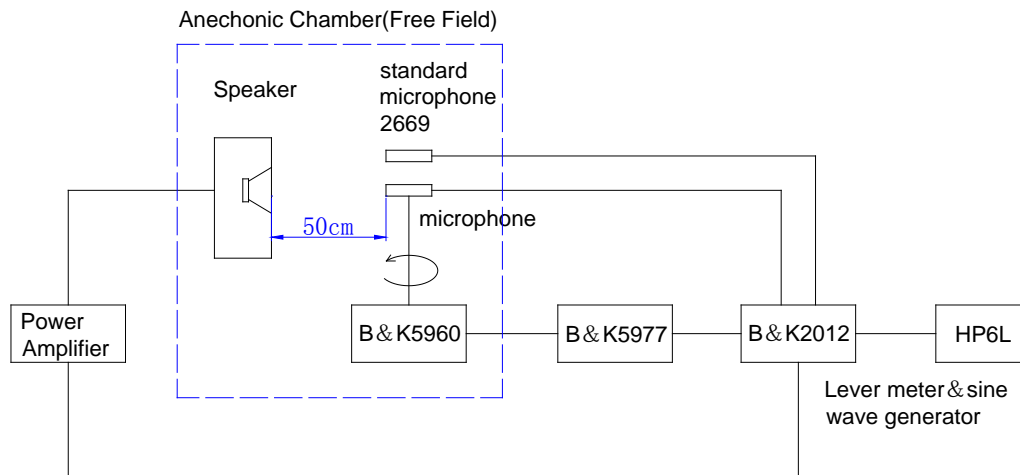 Anechonic Chamber(Free Field)
Speaker
standard
microphone
2669
microphone
50cm
Power
Amplifier
B&K5960
B&K5977
B&K2012
HP6L
Lever meter&sine
wave generator